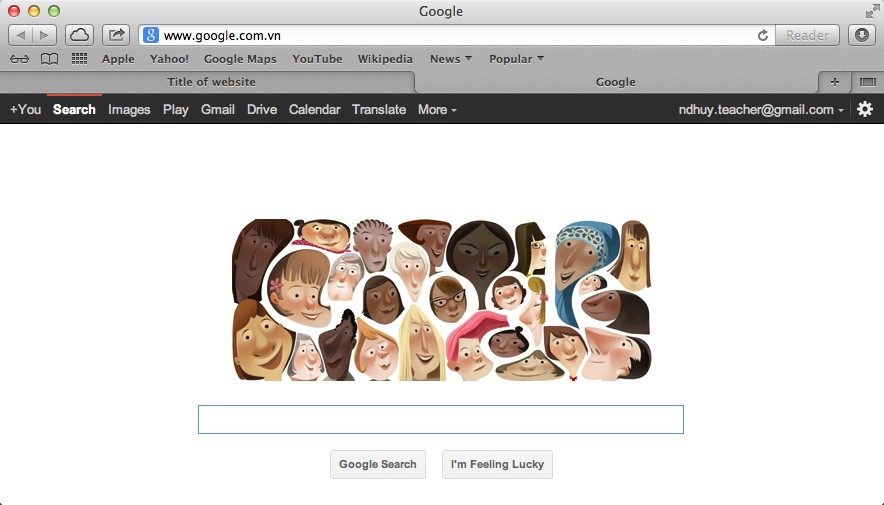 Google
www.google.com.vn
Reader
Apple Yahoo! Google Maps YouTube Wikipedia News Popular
Title of website Google
+You Search Images Play Gmail Drive Calendar Translate More ndhuy.teacher@gmail.com
Google Search I'm Feeling Lucky